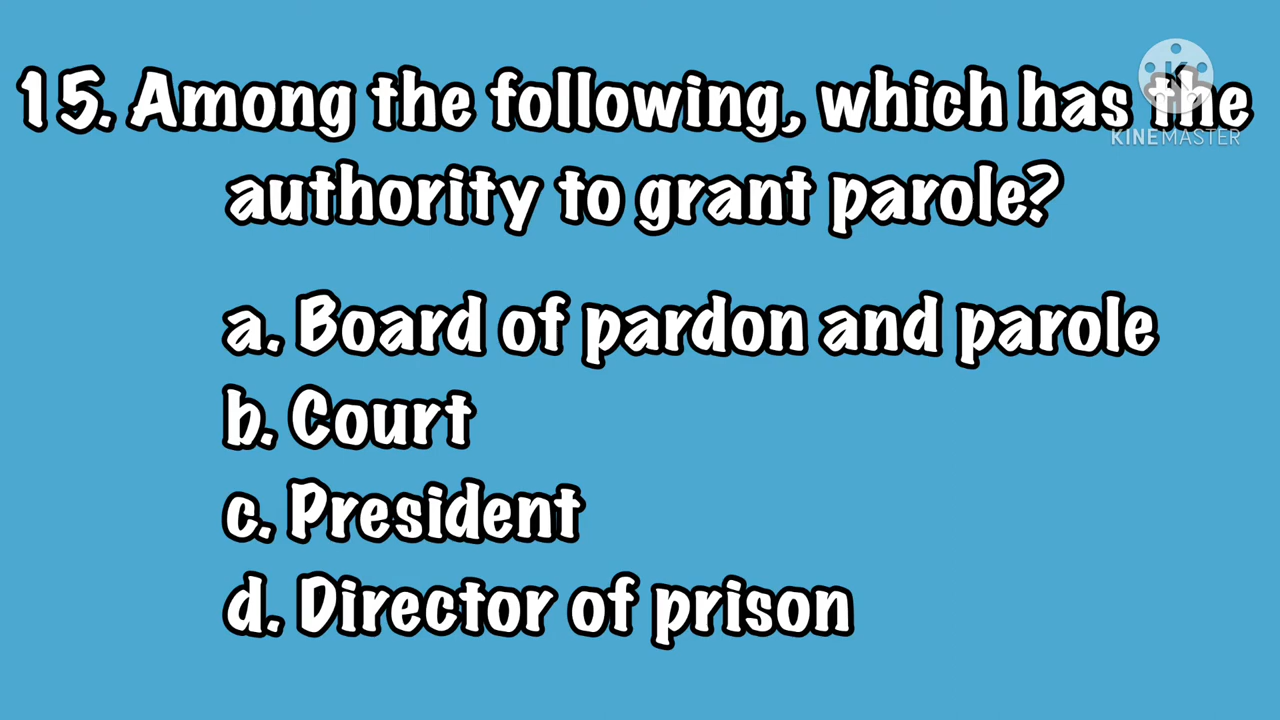 15. Among the following, which has the
authority to grant parole?
a. Board of pardon and parole
b. Court
c. President
d. Director of prison
KINEMASTER